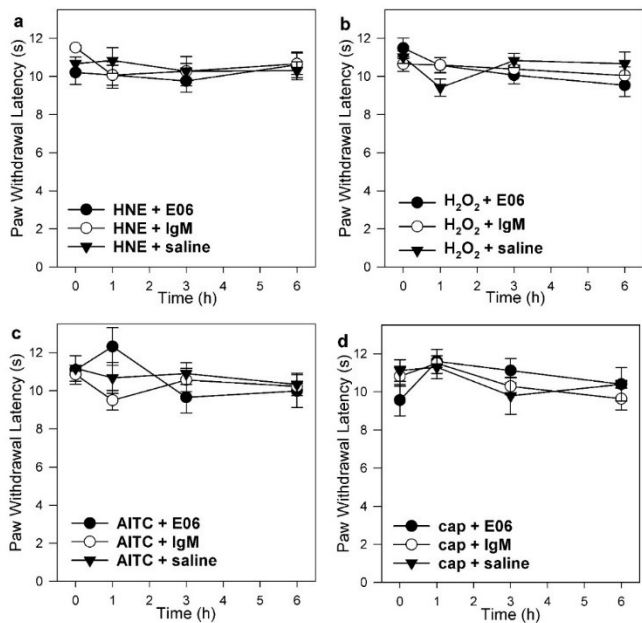 a
Paw Withdrawal Latency (s)
12
10
8
6
4
2
0
HNE + E06
HNE + IgM
HNE + saline
0 1 2 3 4 5 6
Time (h)
b
Paw Withdrawal Latency (s)
12
10
8
6
4
2
0
H₂O₂ + E06
H₂O₂ + IgM
H₂O₂ + saline
0 1 2 3 4 5 6
Time (h)
c
Paw Withdrawal Latency (s)
12
10
8
6
4
2
0
AITC + E06
AITC + IgM
AITC + saline
0 1 2 3 4 5 6
Time (h)
d
Paw Withdrawal Latency (s)
12
10
8
6
4
2
0
cap + E06
cap + IgM
cap + saline
0 1 2 3 4 5 6
Time (h)